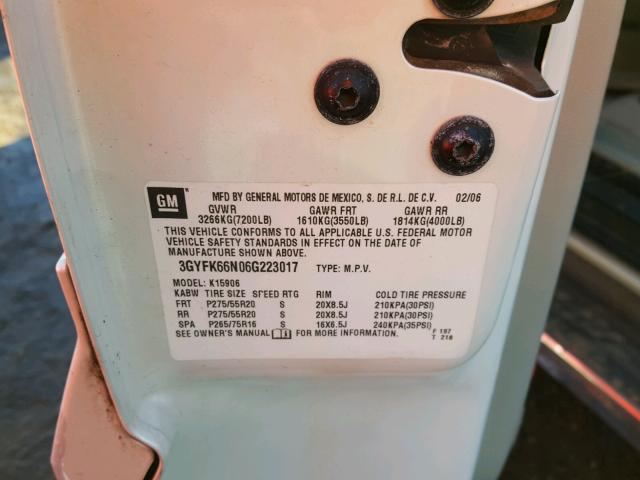 GM MFD BY GENERAL MOTORS DE MEXICO, S. DE R.L. DE C.V. 02/06
GVWR GAWR FRT GAWR RR
3266KG(7200LB) 1610KG(3550LB) 1814KG(4000LB)
THIS VEHICLE CONFORMS TO ALL APPLICABLE U.S. FEDERAL MOTOR
VEHICLE SAFETY STANDARDS IN EFFECT ON THE DATE OF
MANUFACTURE SHOWN ABOVE.
3GYFK66N06G223017 TYPE: M.P.V.
MODEL: K15906
KABW TIRE SIZE SPEED RTG RIM COLD TIRE PRESSURE
FRT P275/55R20 S 20X8.5J 210KPA(30PSI)
RR P275/55R20 S 20X8.5J 210KPA(30PSI)
SPA P265/75R16 S 16X6.5J 240KPA(35PSI)
SEE OWNER'S MANUAL FOR MORE INFORMATION. F 197
T 218